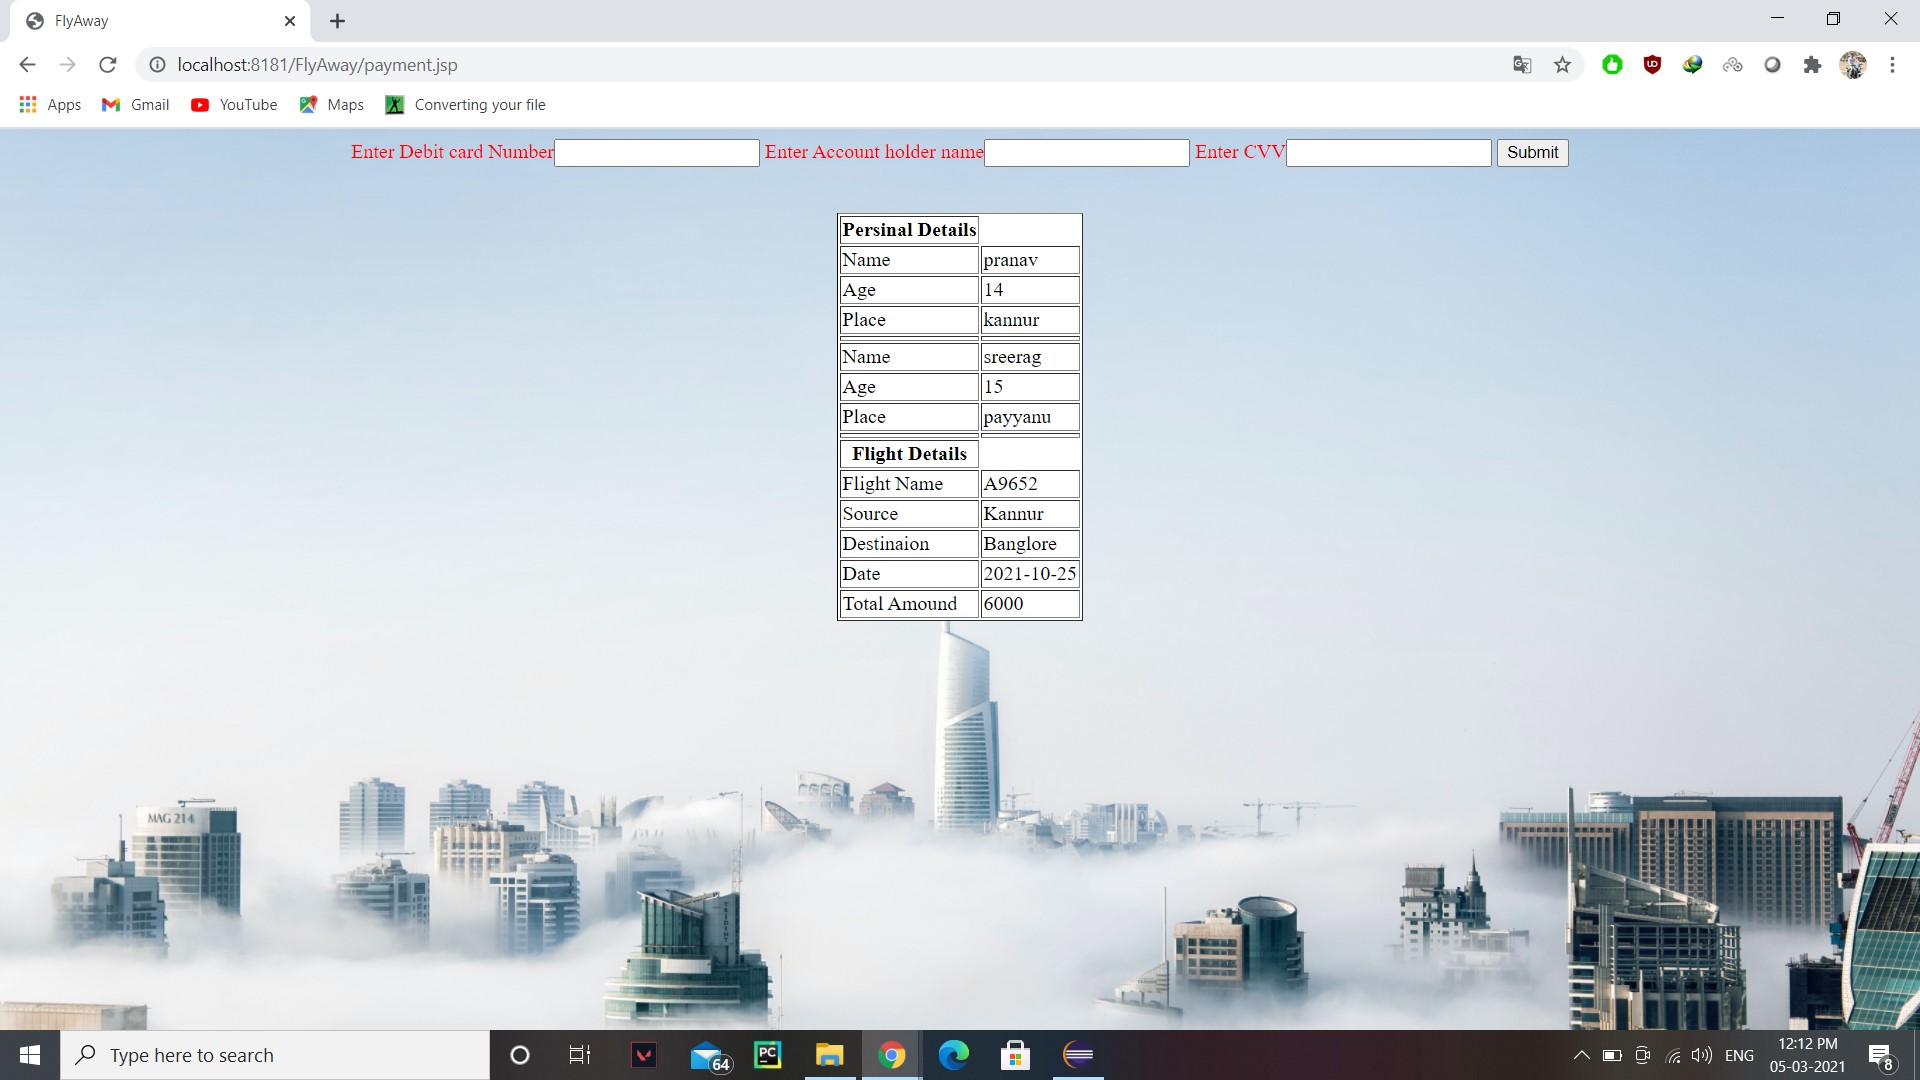 FlyAway
localhost:8181/FlyAway/payment.jsp
Apps Gmail YouTube Maps Converting your file
Enter Debit card Number Enter Account holder name Enter CVV Submit
Persinal Details
Name pranav
Age 14
Place kannur
Name sreerag
Age 15
Place payyanu
Flight Details
Flight Name A9652
Source Kannur
Destinaion Banglore
Date 2021-10-25
Total Amound 6000
MAG 214
Type here to search
64
PC
ENG
12:12 PM
05-03-2021
8